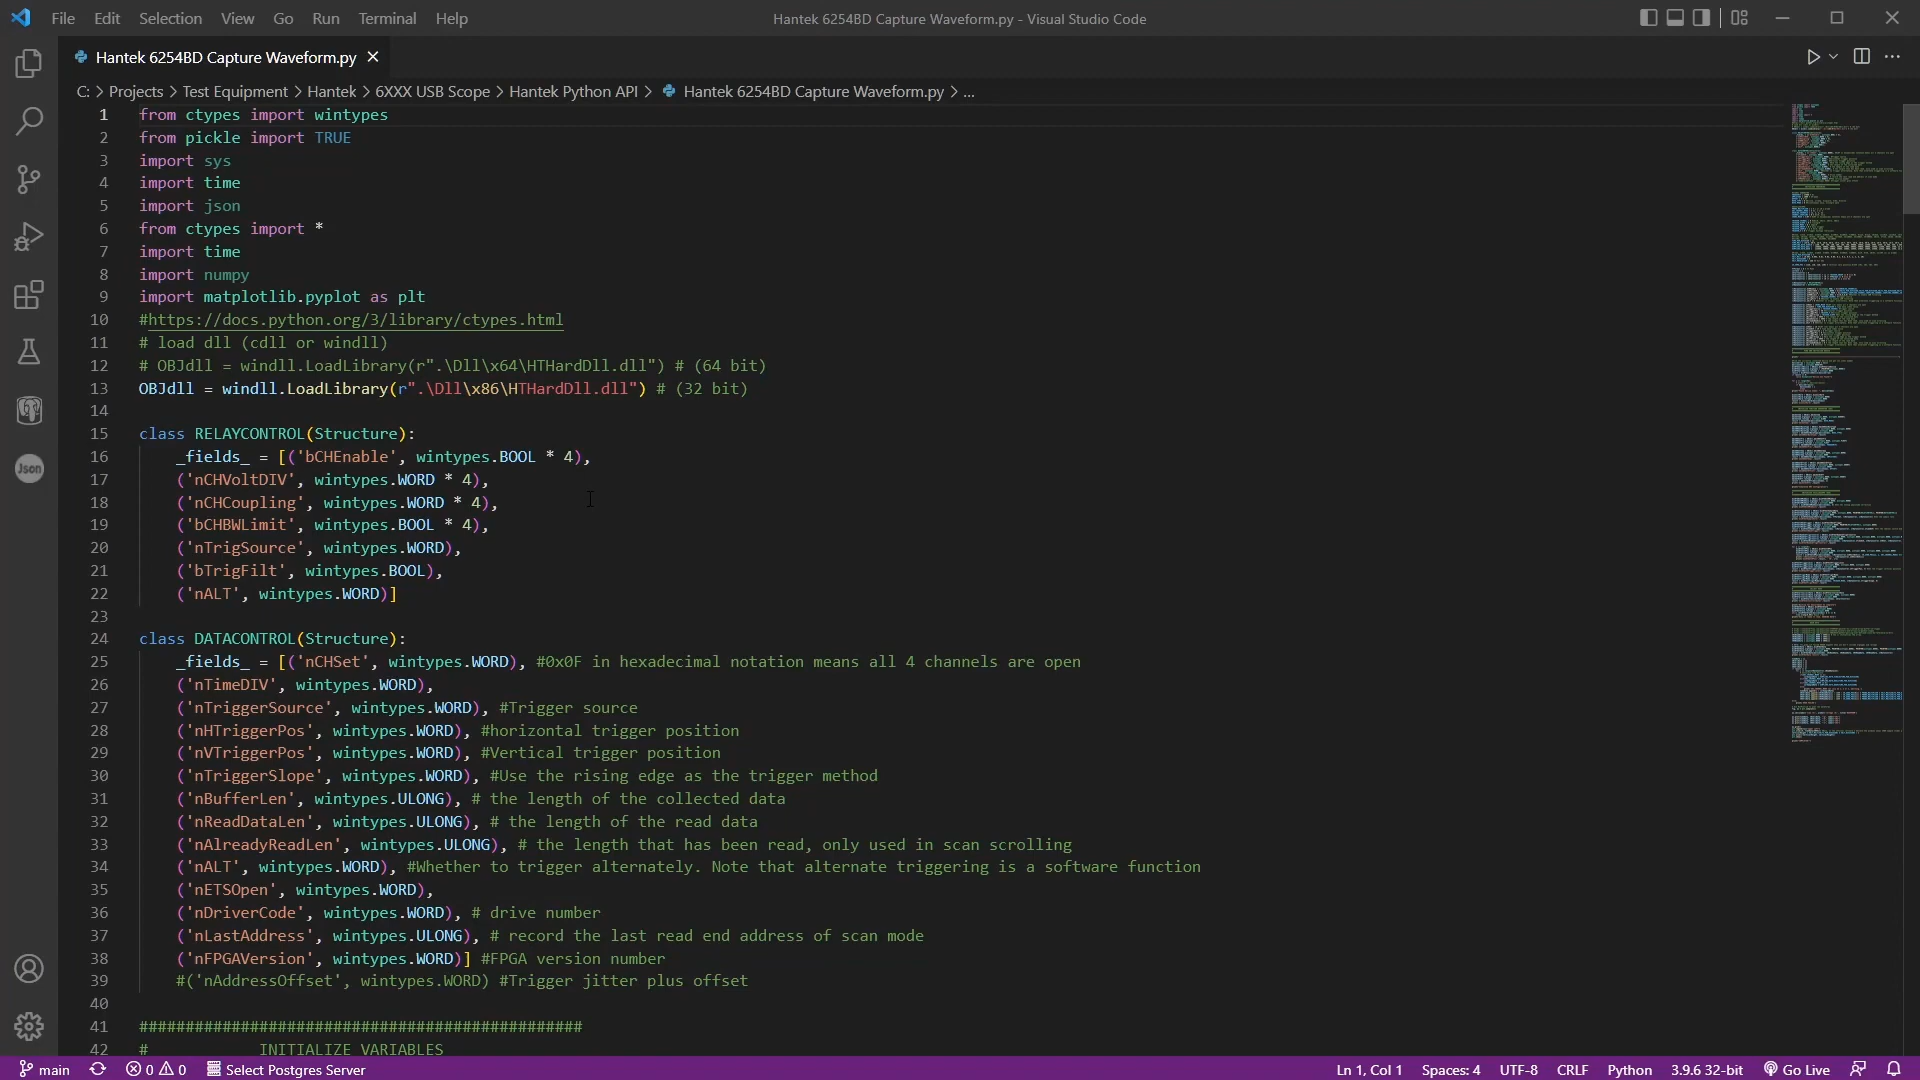 File Edit Selection View Go Run Terminal Help
Hantek 6254BD Capture Waveform.py - Visual Studio Code
Hantek 6254BD Capture Waveform.py
C: > Projects > Test Equipment > Hantek > 6XXX USB Scope > Hantek Python API > Hantek 6254BD Capture Waveform.py > ...
1 from ctypes import wintypes
2 from pickle import TRUE
3 import sys
4 import time
5 import json
6 from ctypes import *
7 import time
8 import numpy
9 import matplotlib.pyplot as plt
10 #https://docs.python.org/3/library/ctypes.html
11 # load dll (cdll or windll)
12 # OBJdll = windll.LoadLibrary(r".\Dll\x64\HTHardDll.dll") # (64 bit)
13 OBJdll = windll.LoadLibrary(r".\Dll\x86\HTHardDll.dll") # (32 bit)
14
15 class RELAYCONTROL(Structure):
16 _fields_ = [('bCHEnable', wintypes.BOOL * 4),
17 ('nCHVoltDIV', wintypes.WORD * 4),
18 ('nCHCoupling', wintypes.WORD * 4),
19 ('bCHBWLimit', wintypes.BOOL * 4),
20 ('nTrigSource', wintypes.WORD),
21 ('bTrigFilt', wintypes.BOOL),
22 ('nALT', wintypes.WORD)]
23
24 class DATACONTROL(Structure):
25 _fields_ = [('nCHSet', wintypes.WORD), #0x0F in hexadecimal notation means all 4 channels are open
26 ('nTimeDIV', wintypes.WORD),
27 ('nTriggerSource', wintypes.WORD), #Trigger source
28 ('nHTriggerPos', wintypes.WORD), #horizontal trigger position
29 ('nVTriggerPos', wintypes.WORD), #Vertical trigger position
30 ('nTriggerSlope', wintypes.WORD), #Use the rising edge as the trigger method
31 ('nBufferLen', wintypes.ULONG), # the length of the collected data
32 ('nReadDataLen', wintypes.ULONG), # the length of the read data
33 ('nAlreadyReadLen', wintypes.ULONG), # the length that has been read, only used in scan scrolling
34 ('nALT', wintypes.WORD), #Whether to trigger alternately. Note that alternate triggering is a software function
35 ('nETSOpen', wintypes.WORD),
36 ('nDriverCode', wintypes.WORD), # drive number
37 ('nLastAddress', wintypes.ULONG), # record the last read end address of scan mode
38 ('nFPGAVersion', wintypes.WORD)] #FPGA version number
39 #('nAddressOffset', wintypes.WORD) #Trigger jitter plus offset
40
41 ################################################
42 # INITIALIZE VARIABLES
Json
main 0 0 Select Postgres Server Ln 1, Col 1 Spaces: 4 UTF-8 CRLF Python 3.9.6 32-bit Go Live